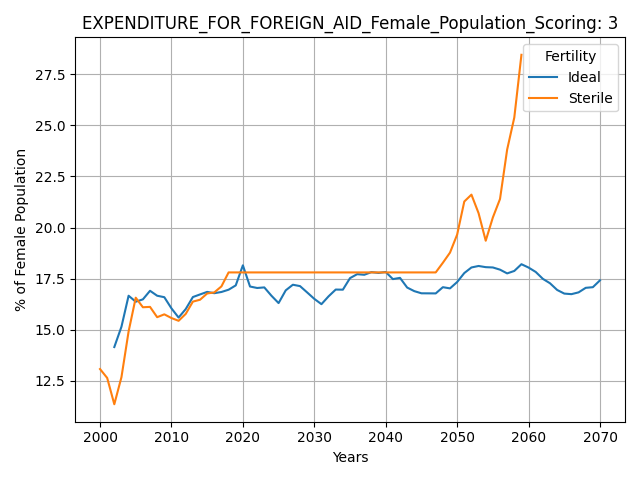 EXPENDITURE_FOR_FOREIGN_AID_Female_Population_Scoring: 3
Fertility
Ideal
Sterile
% of Female Population
27.5
25.0
22.5
20.0
17.5
15.0
12.5
2000 2010 2020 2030 2040 2050 2060 2070
Years